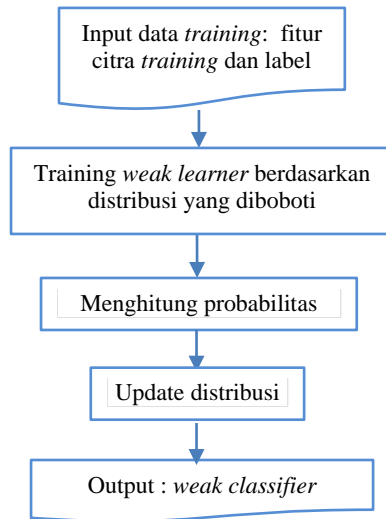 Input data training:  fitur
citra training dan label
Training weak learner berdasarkan
distribusi yang diboboti
Menghitung probabilitas
Update distribusi
Output : weak classifier